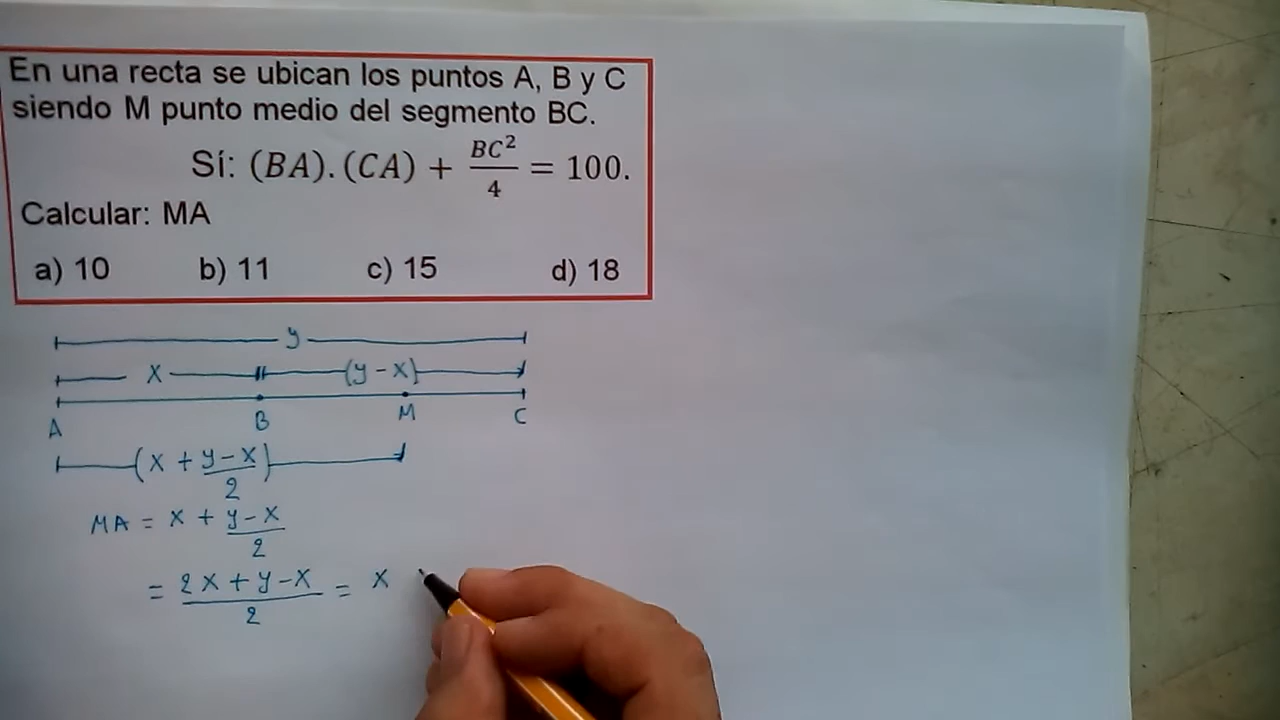 En una recta se ubican los puntos A, B y C
siendo M punto medio del segmento BC.
Sí: (BA).(CA) + BC²/4 = 100.
Calcular: MA
a) 10 b) 11 c) 15 d) 18
y
x (y - x)
A B M C
(x + y-x/2)
MA = x + y-x/2
= 2x+y-x/2 = x